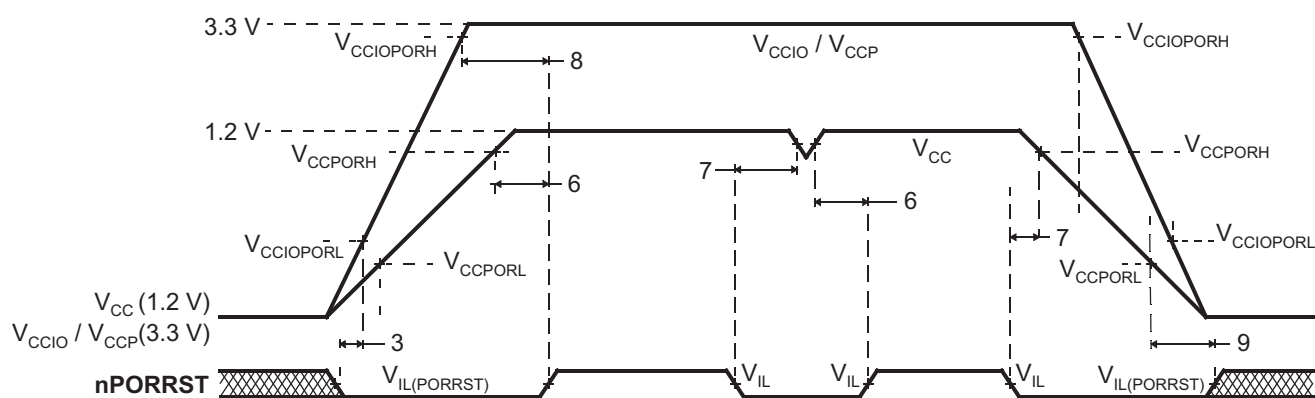 3.3 V
VCCIOPORH
VCCIO / VCCP
VCCIOPORH
8
1.2 V
VCCPORH
VCC
VCCPORH
6
7
6
7
VCCIOPORL
VCCPORL
VCCPORL
VCCIOPORL
VCC (1.2 V)
VCCIO / VCCP(3.3 V)
3
9
nPORRST
VIL(PORRST)
VIL
VIL
VIL
VIL(PORRST)